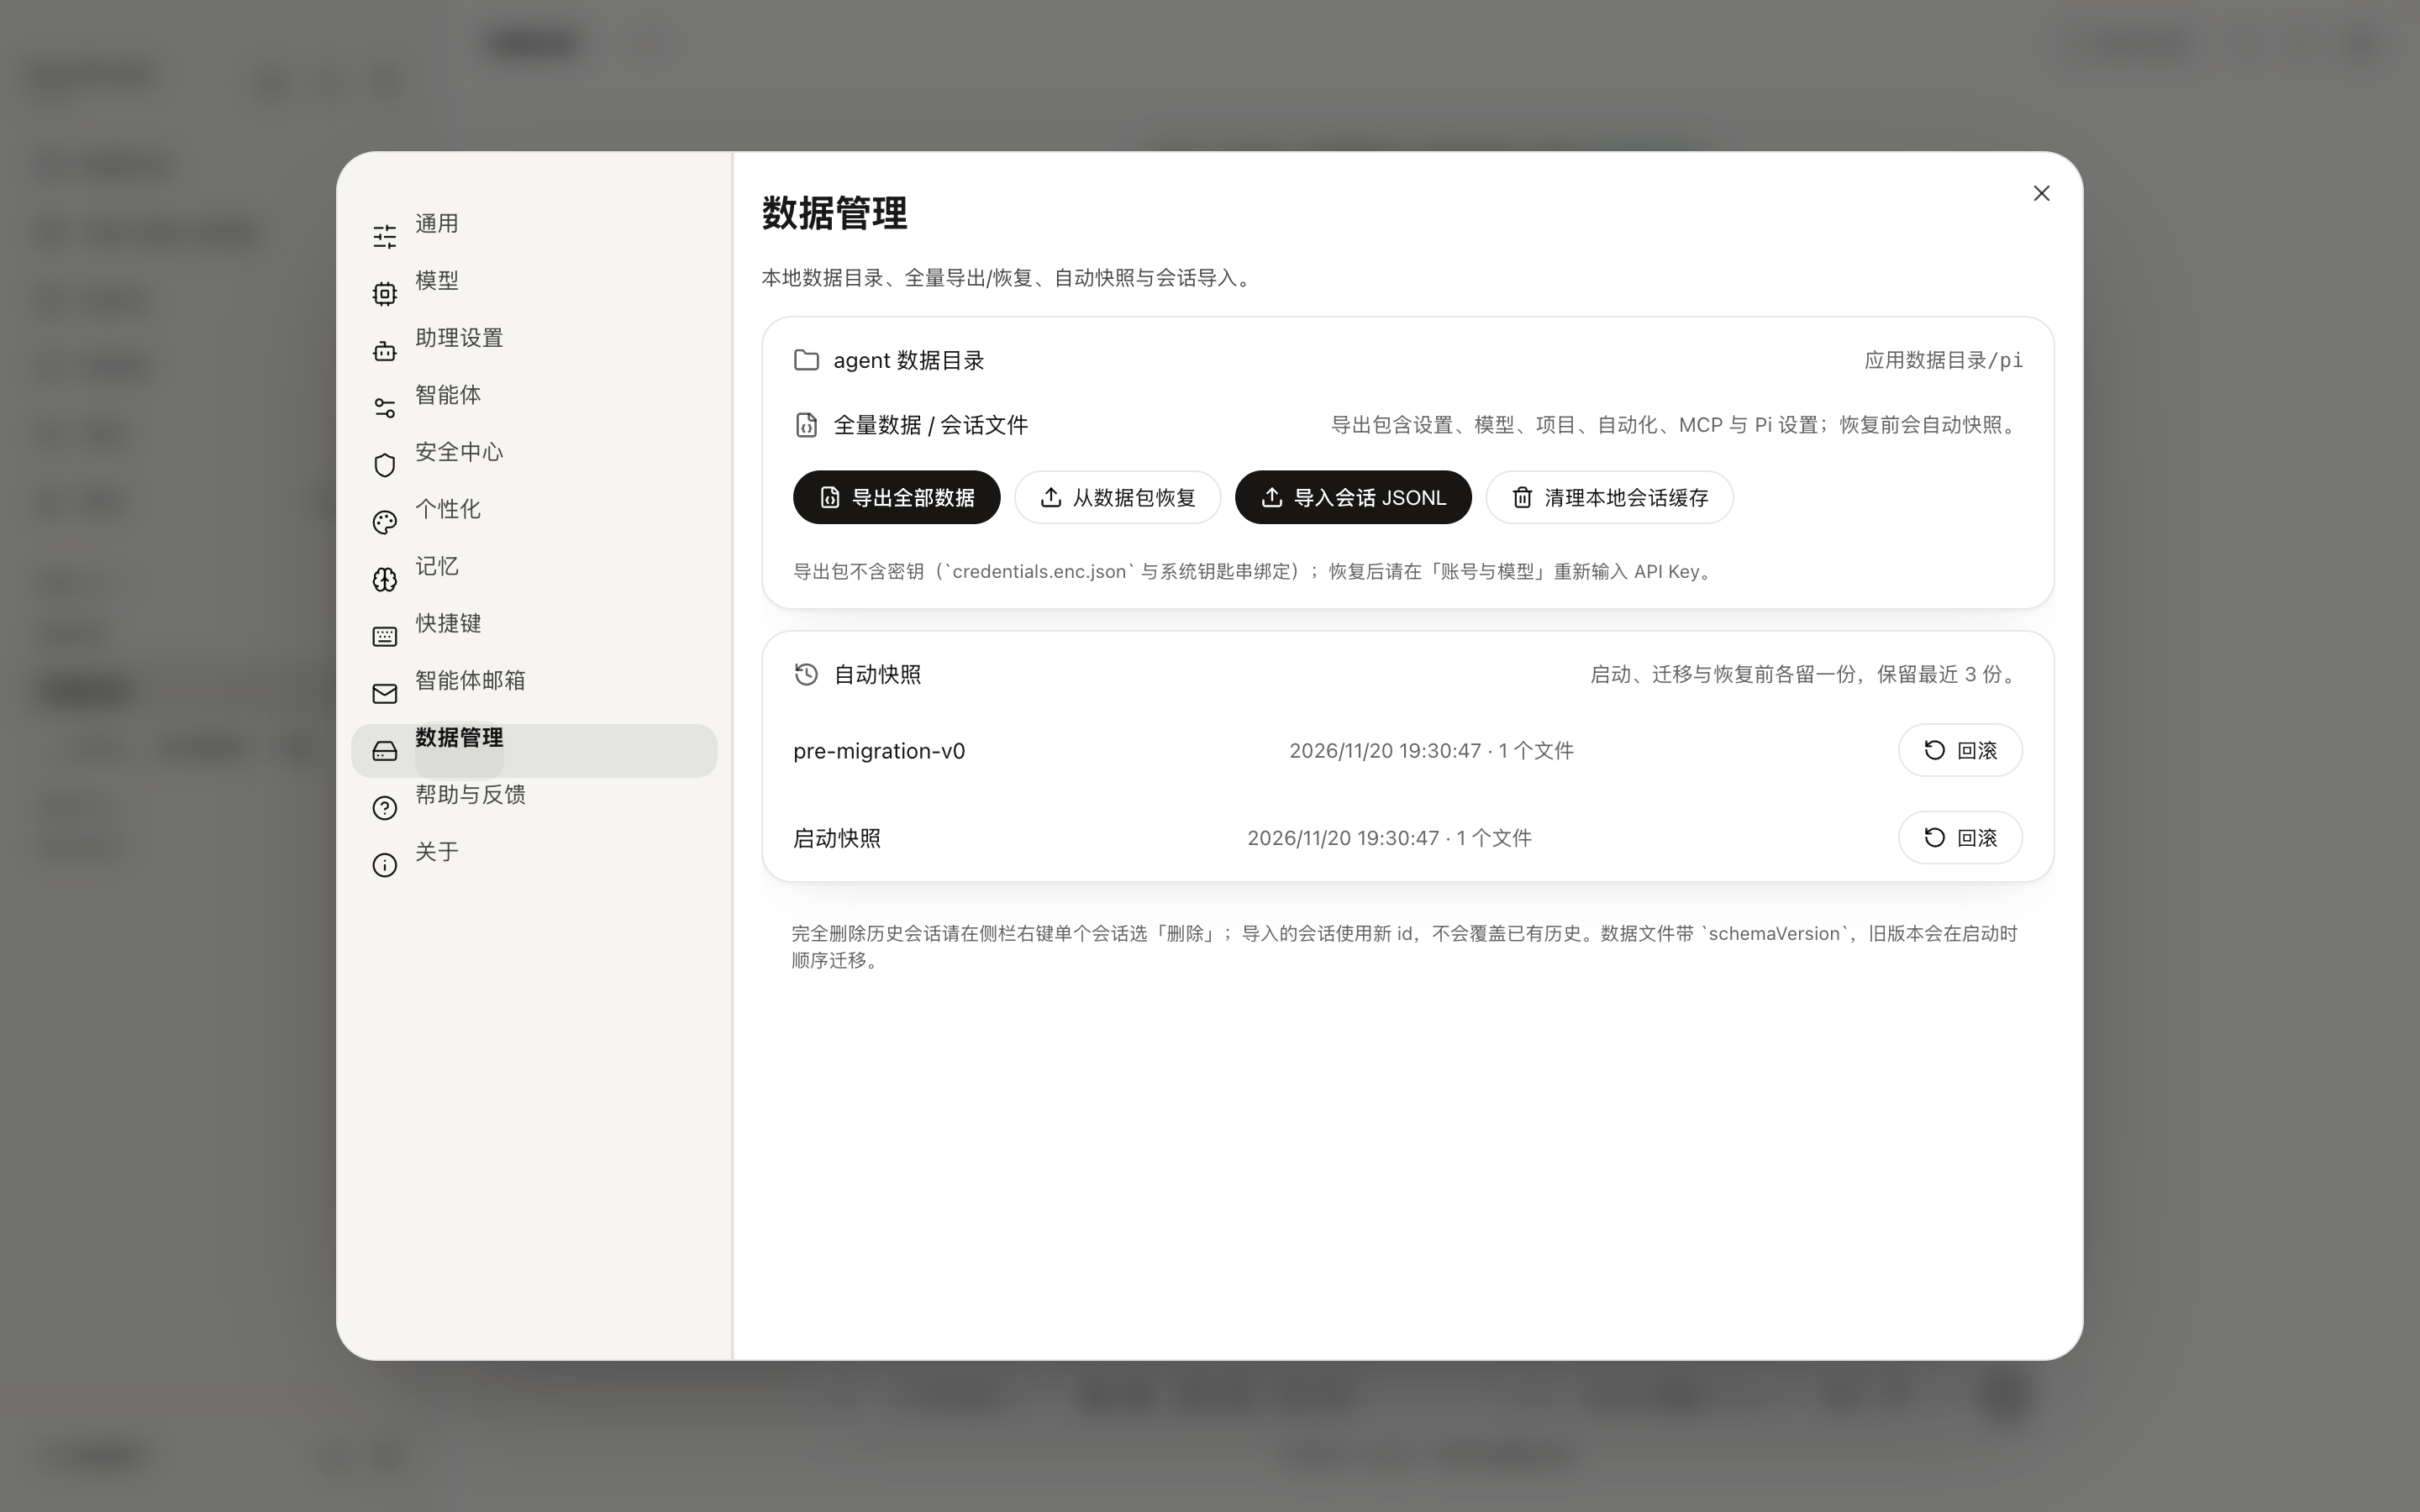 通用
模型
助理设置
智能体
安全中心
个性化
记忆
快捷键
智能体邮箱
数据管理
帮助与反馈
关于
数据管理
本地数据目录、全量导出/恢复、自动快照与会话导入。
agent 数据目录
应用数据目录/pi
全量数据 / 会话文件
导出包含设置、模型、项目、自动化、MCP 与 Pi 设置；恢复前会自动快照。
导出全部数据
从数据包恢复
导入会话 JSONL
清理本地会话缓存
导出包不含密钥（`credentials.enc.json` 与系统钥匙串绑定）；恢复后请在「账号与模型」重新输入 API Key。
自动快照
启动、迁移与恢复前各留一份，保留最近 3 份。
pre-migration-v0
2026/11/20 19:30:47 · 1 个文件
回滚
启动快照
2026/11/20 19:30:47 · 1 个文件
回滚
完全删除历史会话请在侧栏右键单个会话选「删除」；导入的会话使用新 id，不会覆盖已有历史。数据文件带 `schemaVersion`，旧版本会在启动时
顺序迁移。